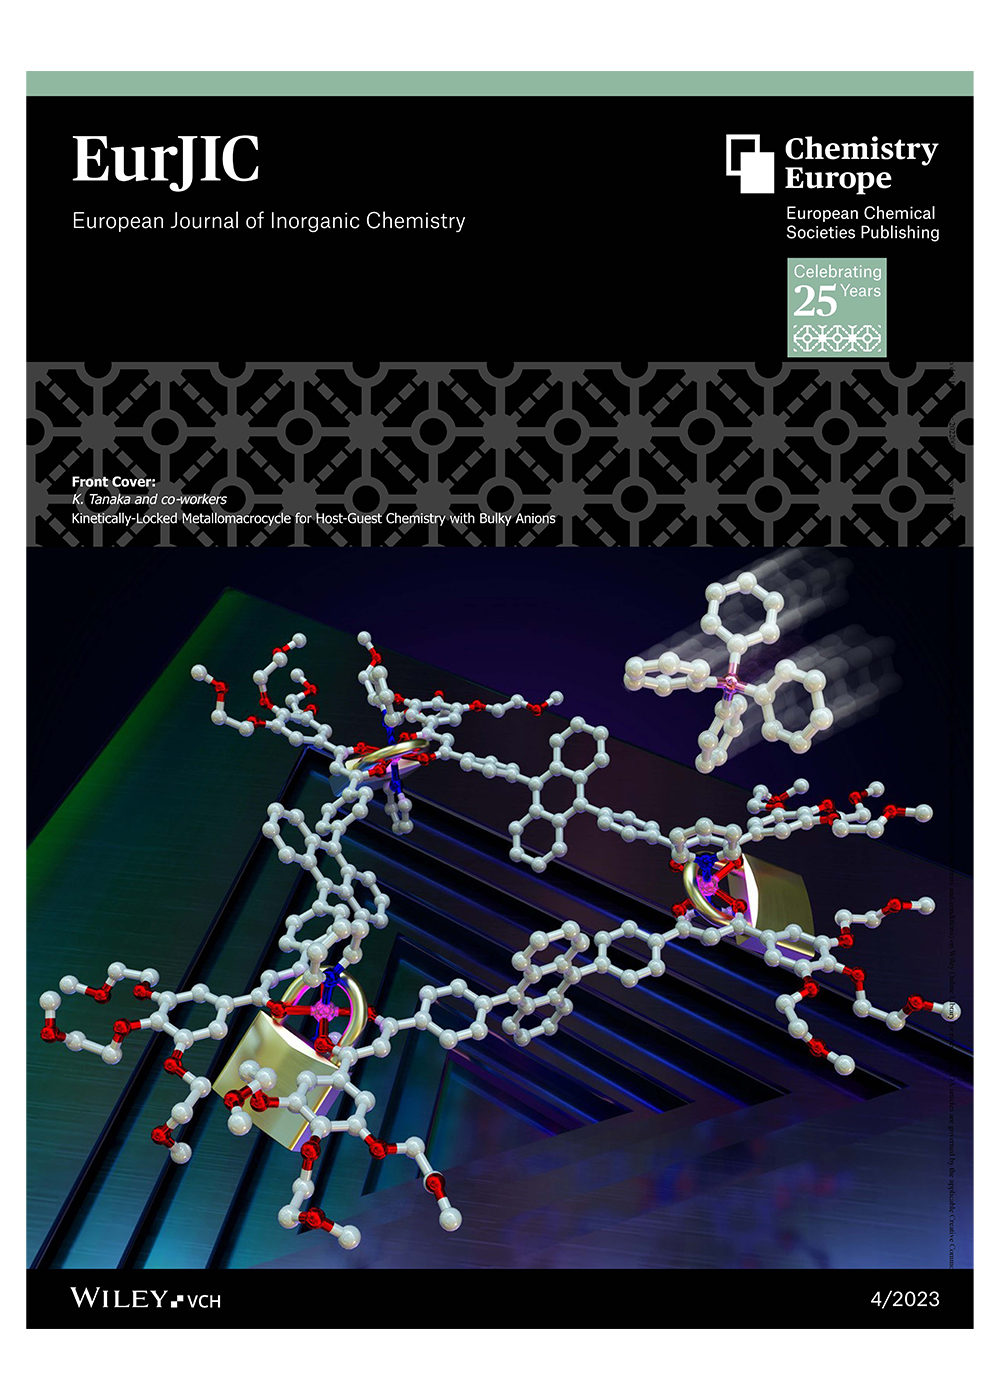 EurJIC
European Journal of Inorganic Chemistry
Chemistry
Europe
European Chemical
Societies Publishing
Celebrating
25 Years
Front Cover:
K. Tanaka and co-workers
Kinetically-Locked Metallomacrocycle for Host-Guest Chemistry with Bulky Anions
WILEY-VCH
4/2023